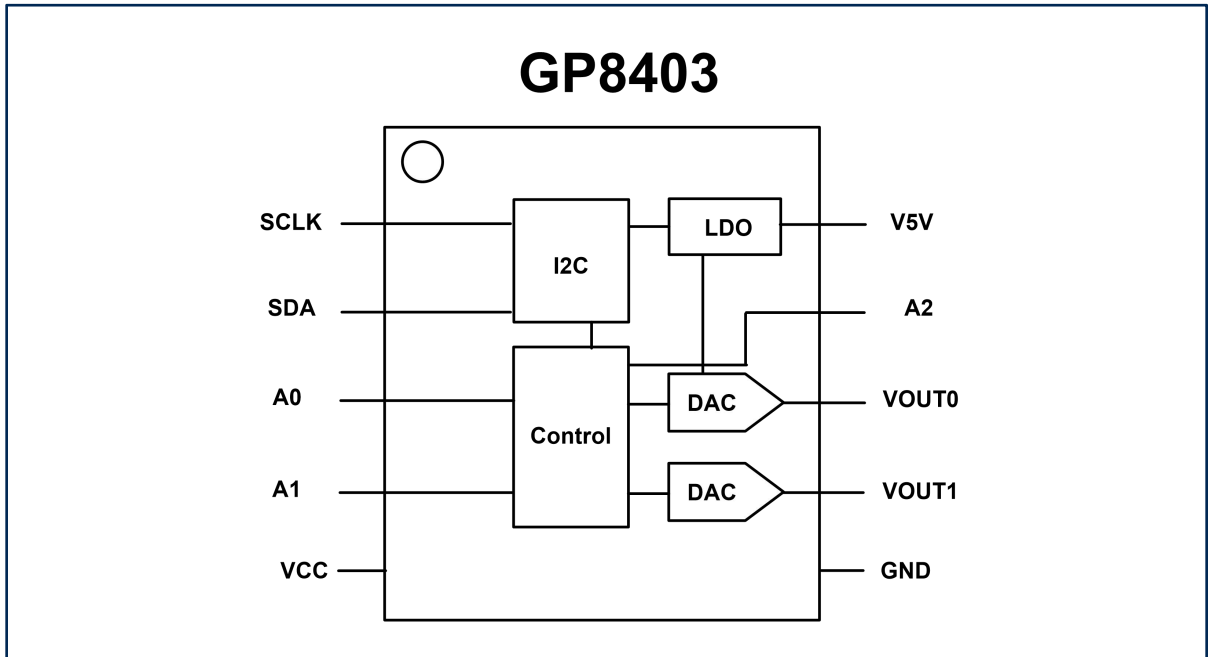 GP8403
SCLK
I2C
LDO
V5V
SDA
A2
A0
Control
DAC
VOUT0
A1
DAC
VOUT1
VCC
GND